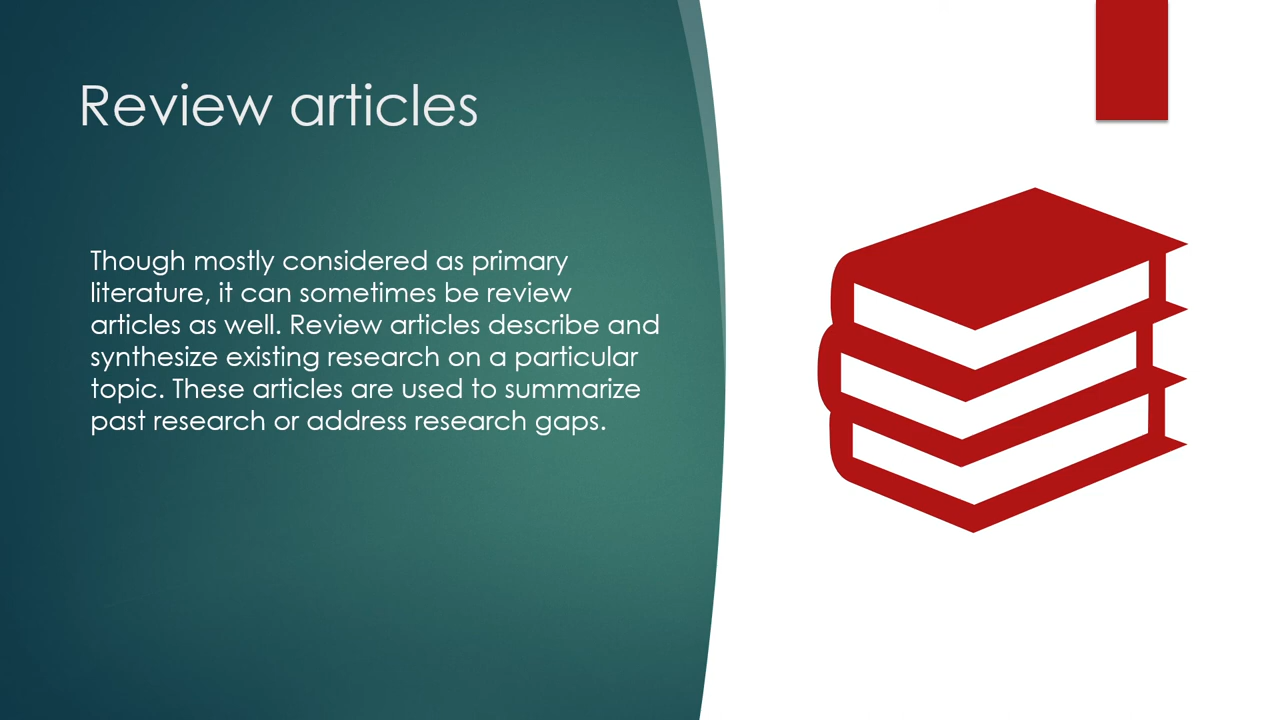 Review articles
Though mostly considered as primary
literature, it can sometimes be review
articles as well. Review articles describe and
synthesize existing research on a particular
topic. These articles are used to summarize
past research or address research gaps.